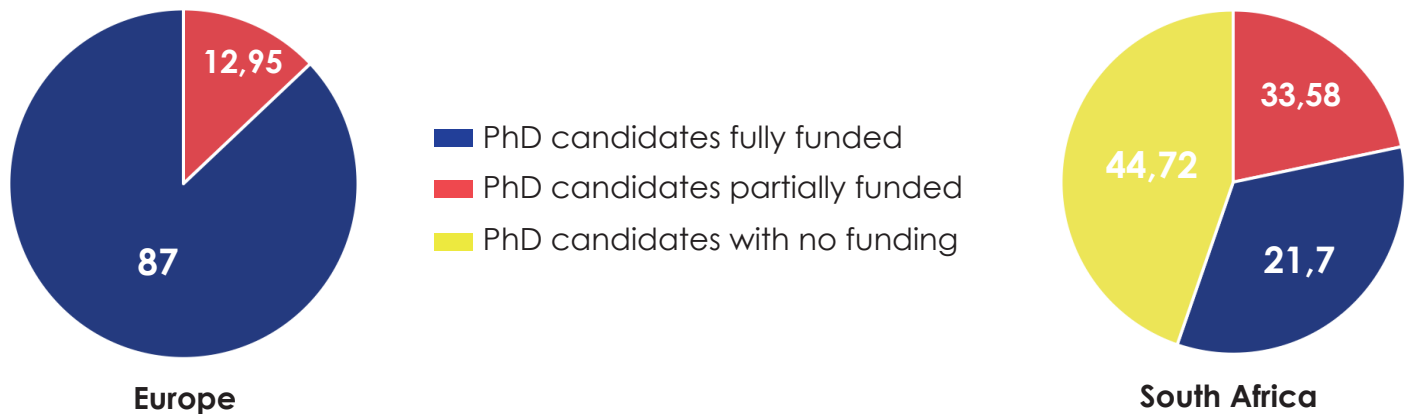 12,95
87
Europe
PhD candidates fully funded
PhD candidates partially funded
PhD candidates with no funding
33,58
44,72
21,7
South Africa